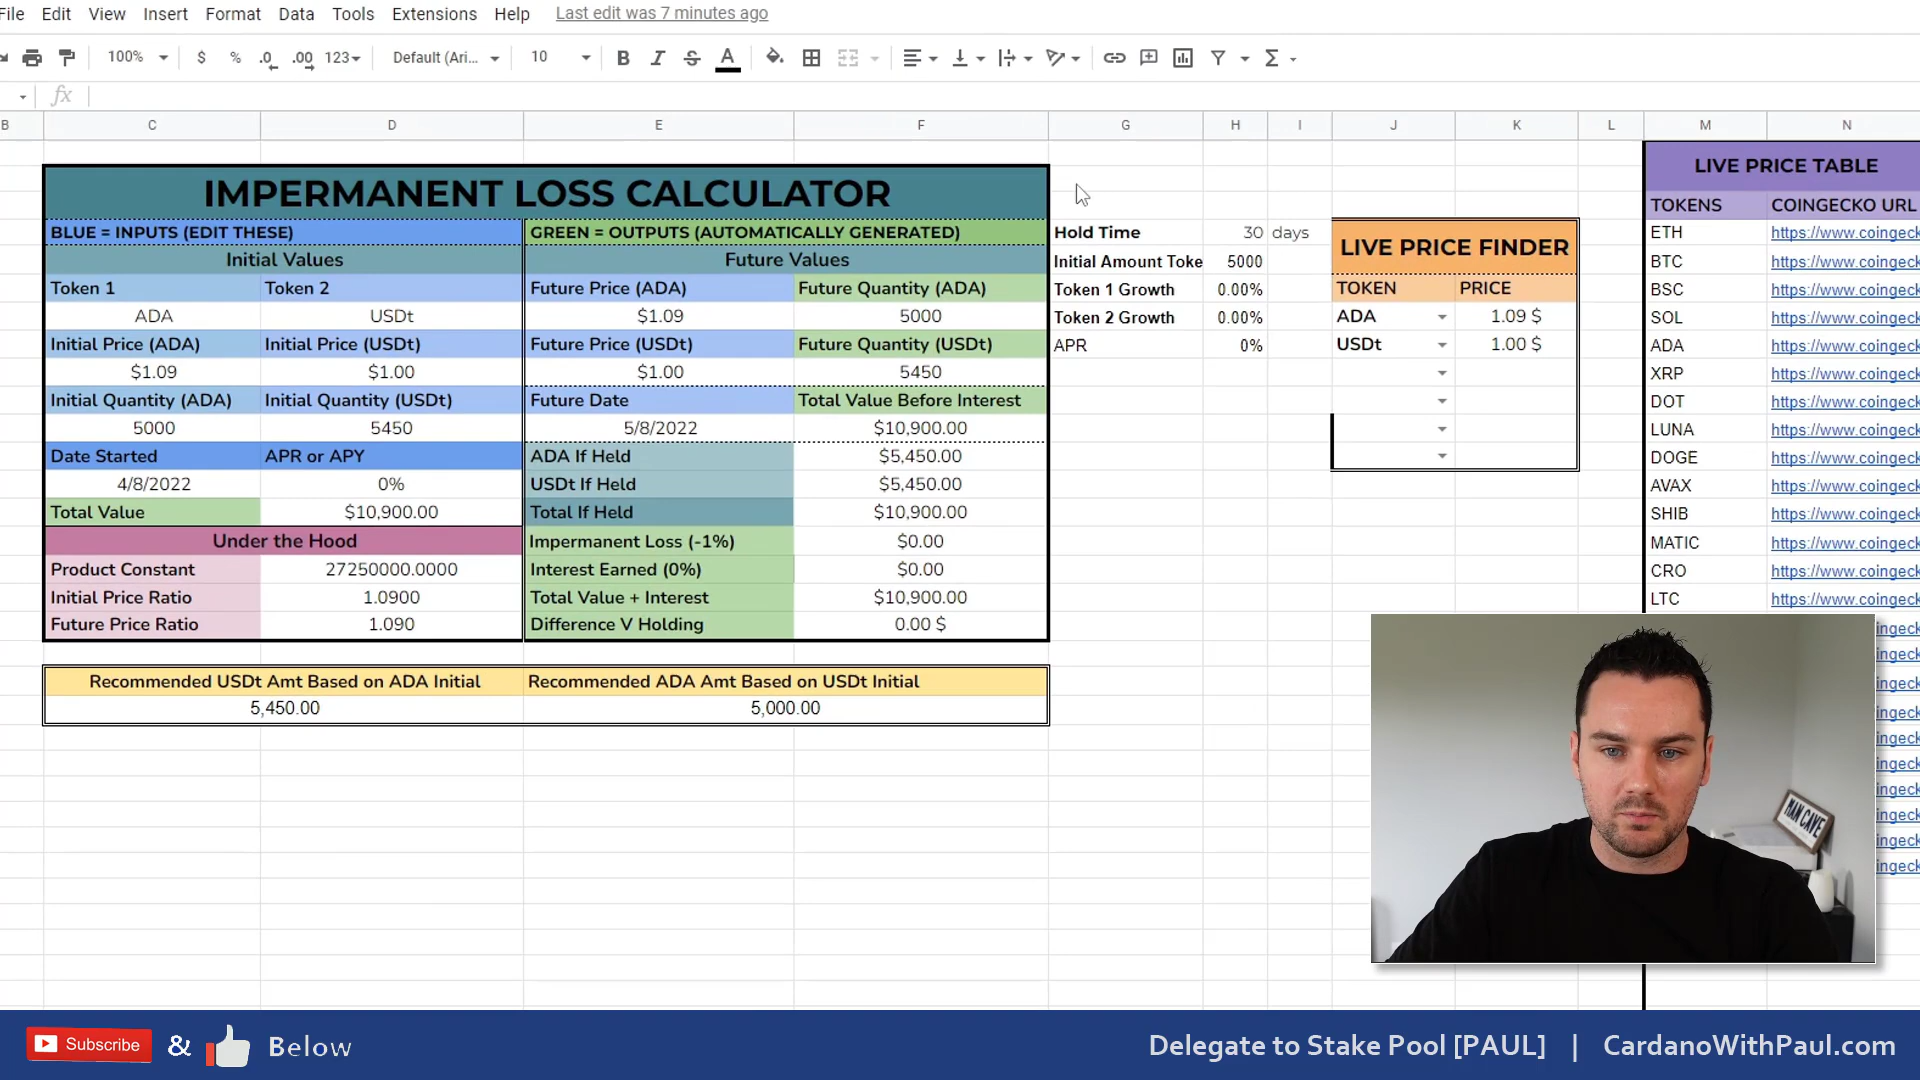 File Edit View Insert Format Data Tools Extensions Help Last edit was 7 minutes ago
100% $ % .0 .00 123 Default (Ari... 10 B I S A
fx
B C D E F G H I J K L M N
IMPERMANENT LOSS CALCULATOR
BLUE = INPUTS (EDIT THESE) GREEN = OUTPUTS (AUTOMATICALLY GENERATED)
Initial Values Future Values
Token 1 Token 2 Future Price (ADA) Future Quantity (ADA)
ADA USDt $1.09 5000
Initial Price (ADA) Initial Price (USDt) Future Price (USDt) Future Quantity (USDt)
$1.09 $1.00 $1.00 5450
Initial Quantity (ADA) Initial Quantity (USDt) Future Date Total Value Before Interest
5000 5450 5/8/2022 $10,900.00
Date Started APR or APY ADA If Held $5,450.00
4/8/2022 0% USDt If Held $5,450.00
Total Value $10,900.00 Total If Held $10,900.00
Under the Hood Impermanent Loss (-1%) $0.00
Product Constant 27250000.0000 Interest Earned (0%) $0.00
Initial Price Ratio 1.0900 Total Value + Interest $10,900.00
Future Price Ratio 1.090 Difference V Holding 0.00 $
Recommended USDt Amt Based on ADA Initial Recommended ADA Amt Based on USDt Initial
5,450.00 5,000.00
Hold Time 30 days
Initial Amount Toke 5000
Token 1 Growth 0.00%
Token 2 Growth 0.00%
APR 0%
LIVE PRICE FINDER
TOKEN PRICE
ADA 1.09 $
USDt 1.00 $
LIVE PRICE TABLE
TOKENS COINGECKO URL
ETH https://www.coingeck
BTC https://www.coingeck
BSC https://www.coingeck
SOL https://www.coingeck
ADA https://www.coingeck
XRP https://www.coingeck
DOT https://www.coingeck
LUNA https://www.coingeck
DOGE https://www.coingeck
AVAX https://www.coingeck
SHIB https://www.coingeck
MATIC https://www.coingeck
CRO https://www.coingeck
LTC https://www.coingeck
ingeck
ingeck
ingeck
ingeck
ingeck
ingeck
ingeck
ingeck
ingeck
ingeck
MAN CAVE
Subscribe & Below Delegate to Stake Pool [PAUL] | CardanoWithPaul.com